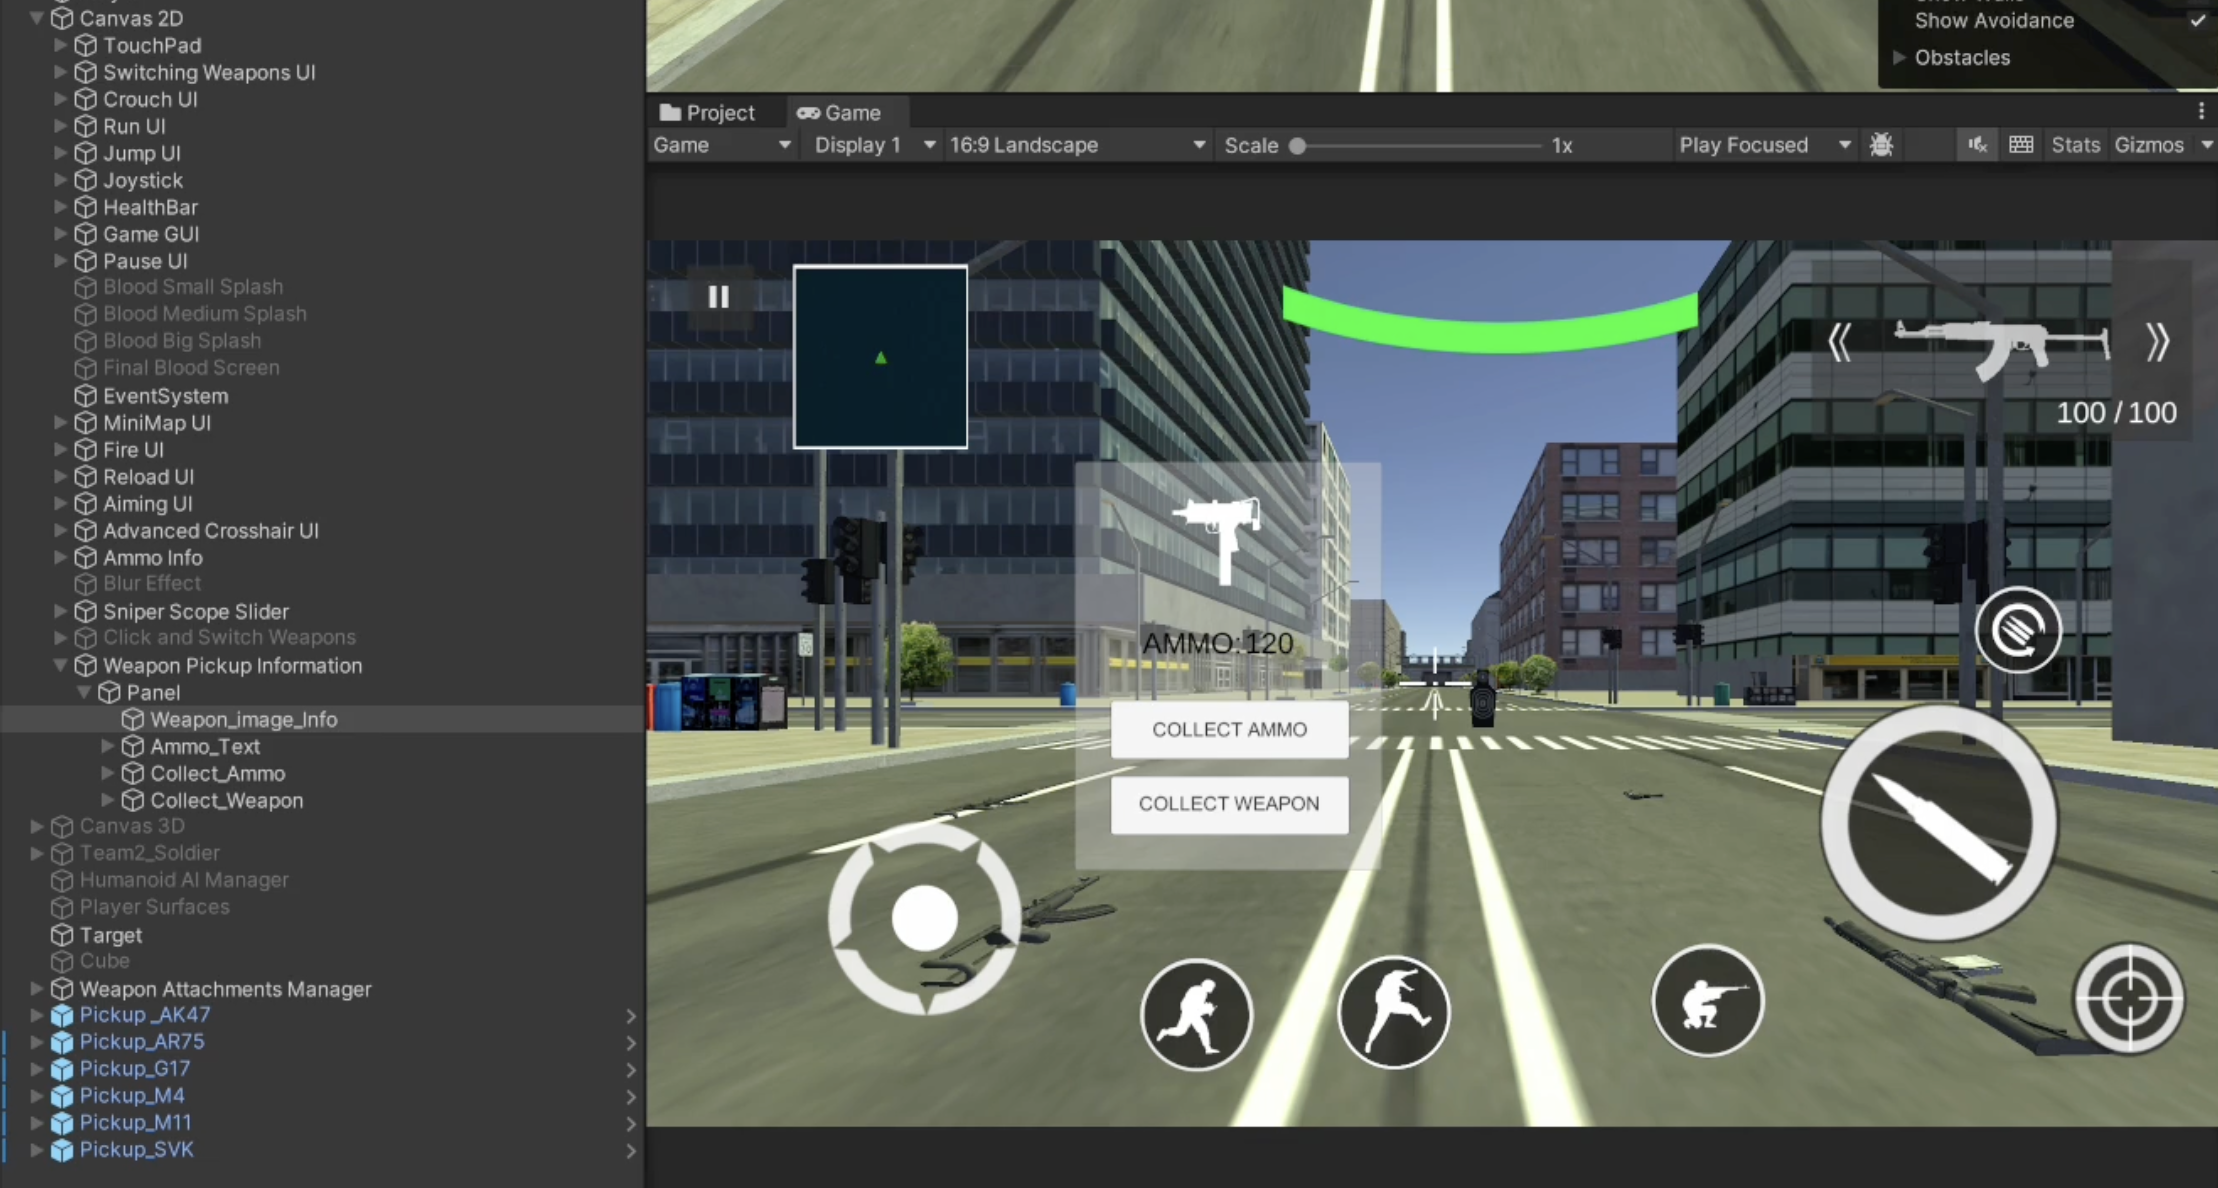 Canvas 2D
TouchPad
Switching Weapons UI
Crouch UI
Run UI
Jump UI
Joystick
HealthBar
Game GUI
Pause UI
Blood Small Splash
Blood Medium Splash
Blood Big Splash
Final Blood Screen
EventSystem
MiniMap UI
Fire UI
Reload UI
Aiming UI
Advanced Crosshair UI
Ammo Info
Blur Effect
Sniper Scope Slider
Click and Switch Weapons
Weapon Pickup Information
Panel
Weapon_image_Info
Ammo_Text
Collect_Ammo
Collect_Weapon
Canvas 3D
Team2_Soldier
Humanoid AI Manager
Player Surfaces
Target
Cube
Weapon Attachments Manager
Pickup _AK47
Pickup_AR75
Pickup_G17
Pickup_M4
Pickup_M11
Pickup_SVK
Show Avoidance
Obstacles
Project Game
Game Display 1 16:9 Landscape Scale 1x Play Focused Stats Gizmos
100 / 100
AMMO:120
COLLECT AMMO
COLLECT WEAPON